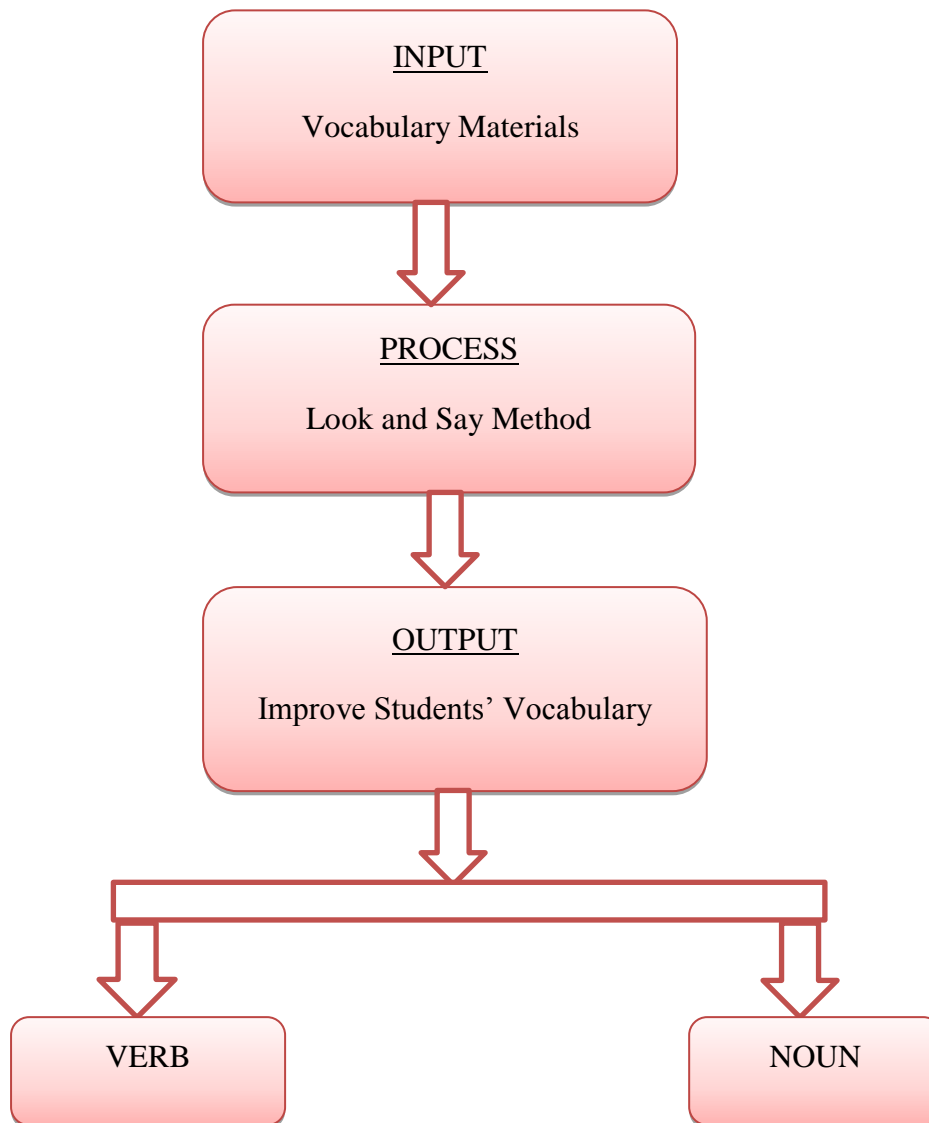 INPUT
Vocabulary Materials
PROCESS
Look and Say Method
OUTPUT
Improve Students’ Vocabulary
VERB
NOUN